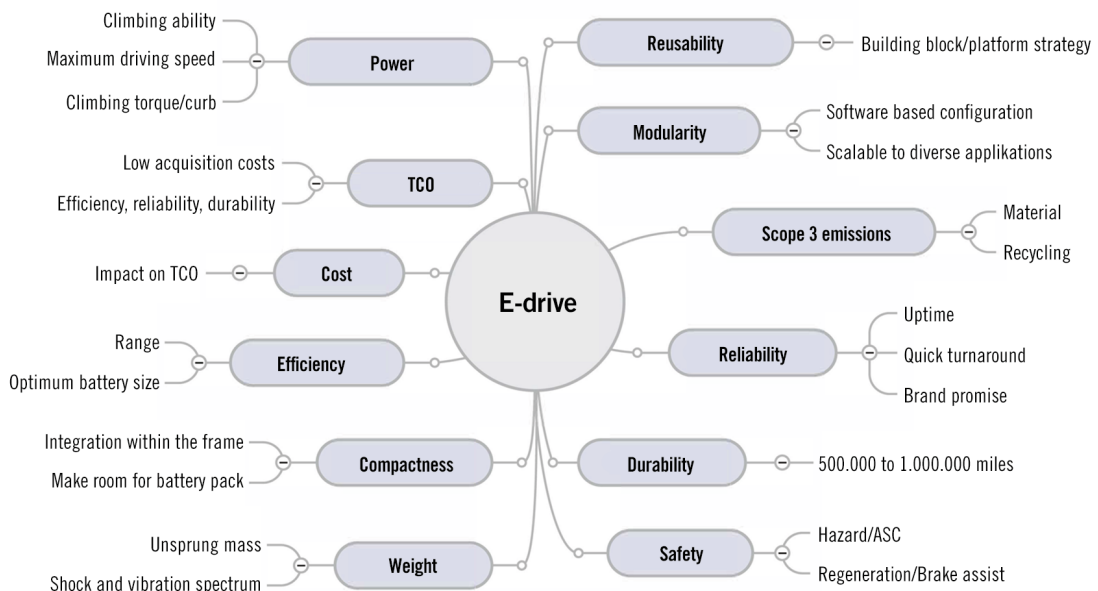 Climbing ability
Maximum driving speed
Climbing torque/curb
Power
Low acquisition costs
Efficiency, reliability, durability
TCO
Impact on TCO
Cost
Range
Optimum battery size
Efficiency
Integration within the frame
Make room for battery pack
Compactness
Unsprung mass
Shock and vibration spectrum
Weight
E-drive
Reusability
Building block/platform strategy
Modularity
Software based configuration
Scalable to diverse applikations
Scope 3 emissions
Material
Recycling
Reliability
Uptime
Quick turnaround
Brand promise
Durability
500.000 to 1.000.000 miles
Safety
Hazard/ASC
Regeneration/Brake assist